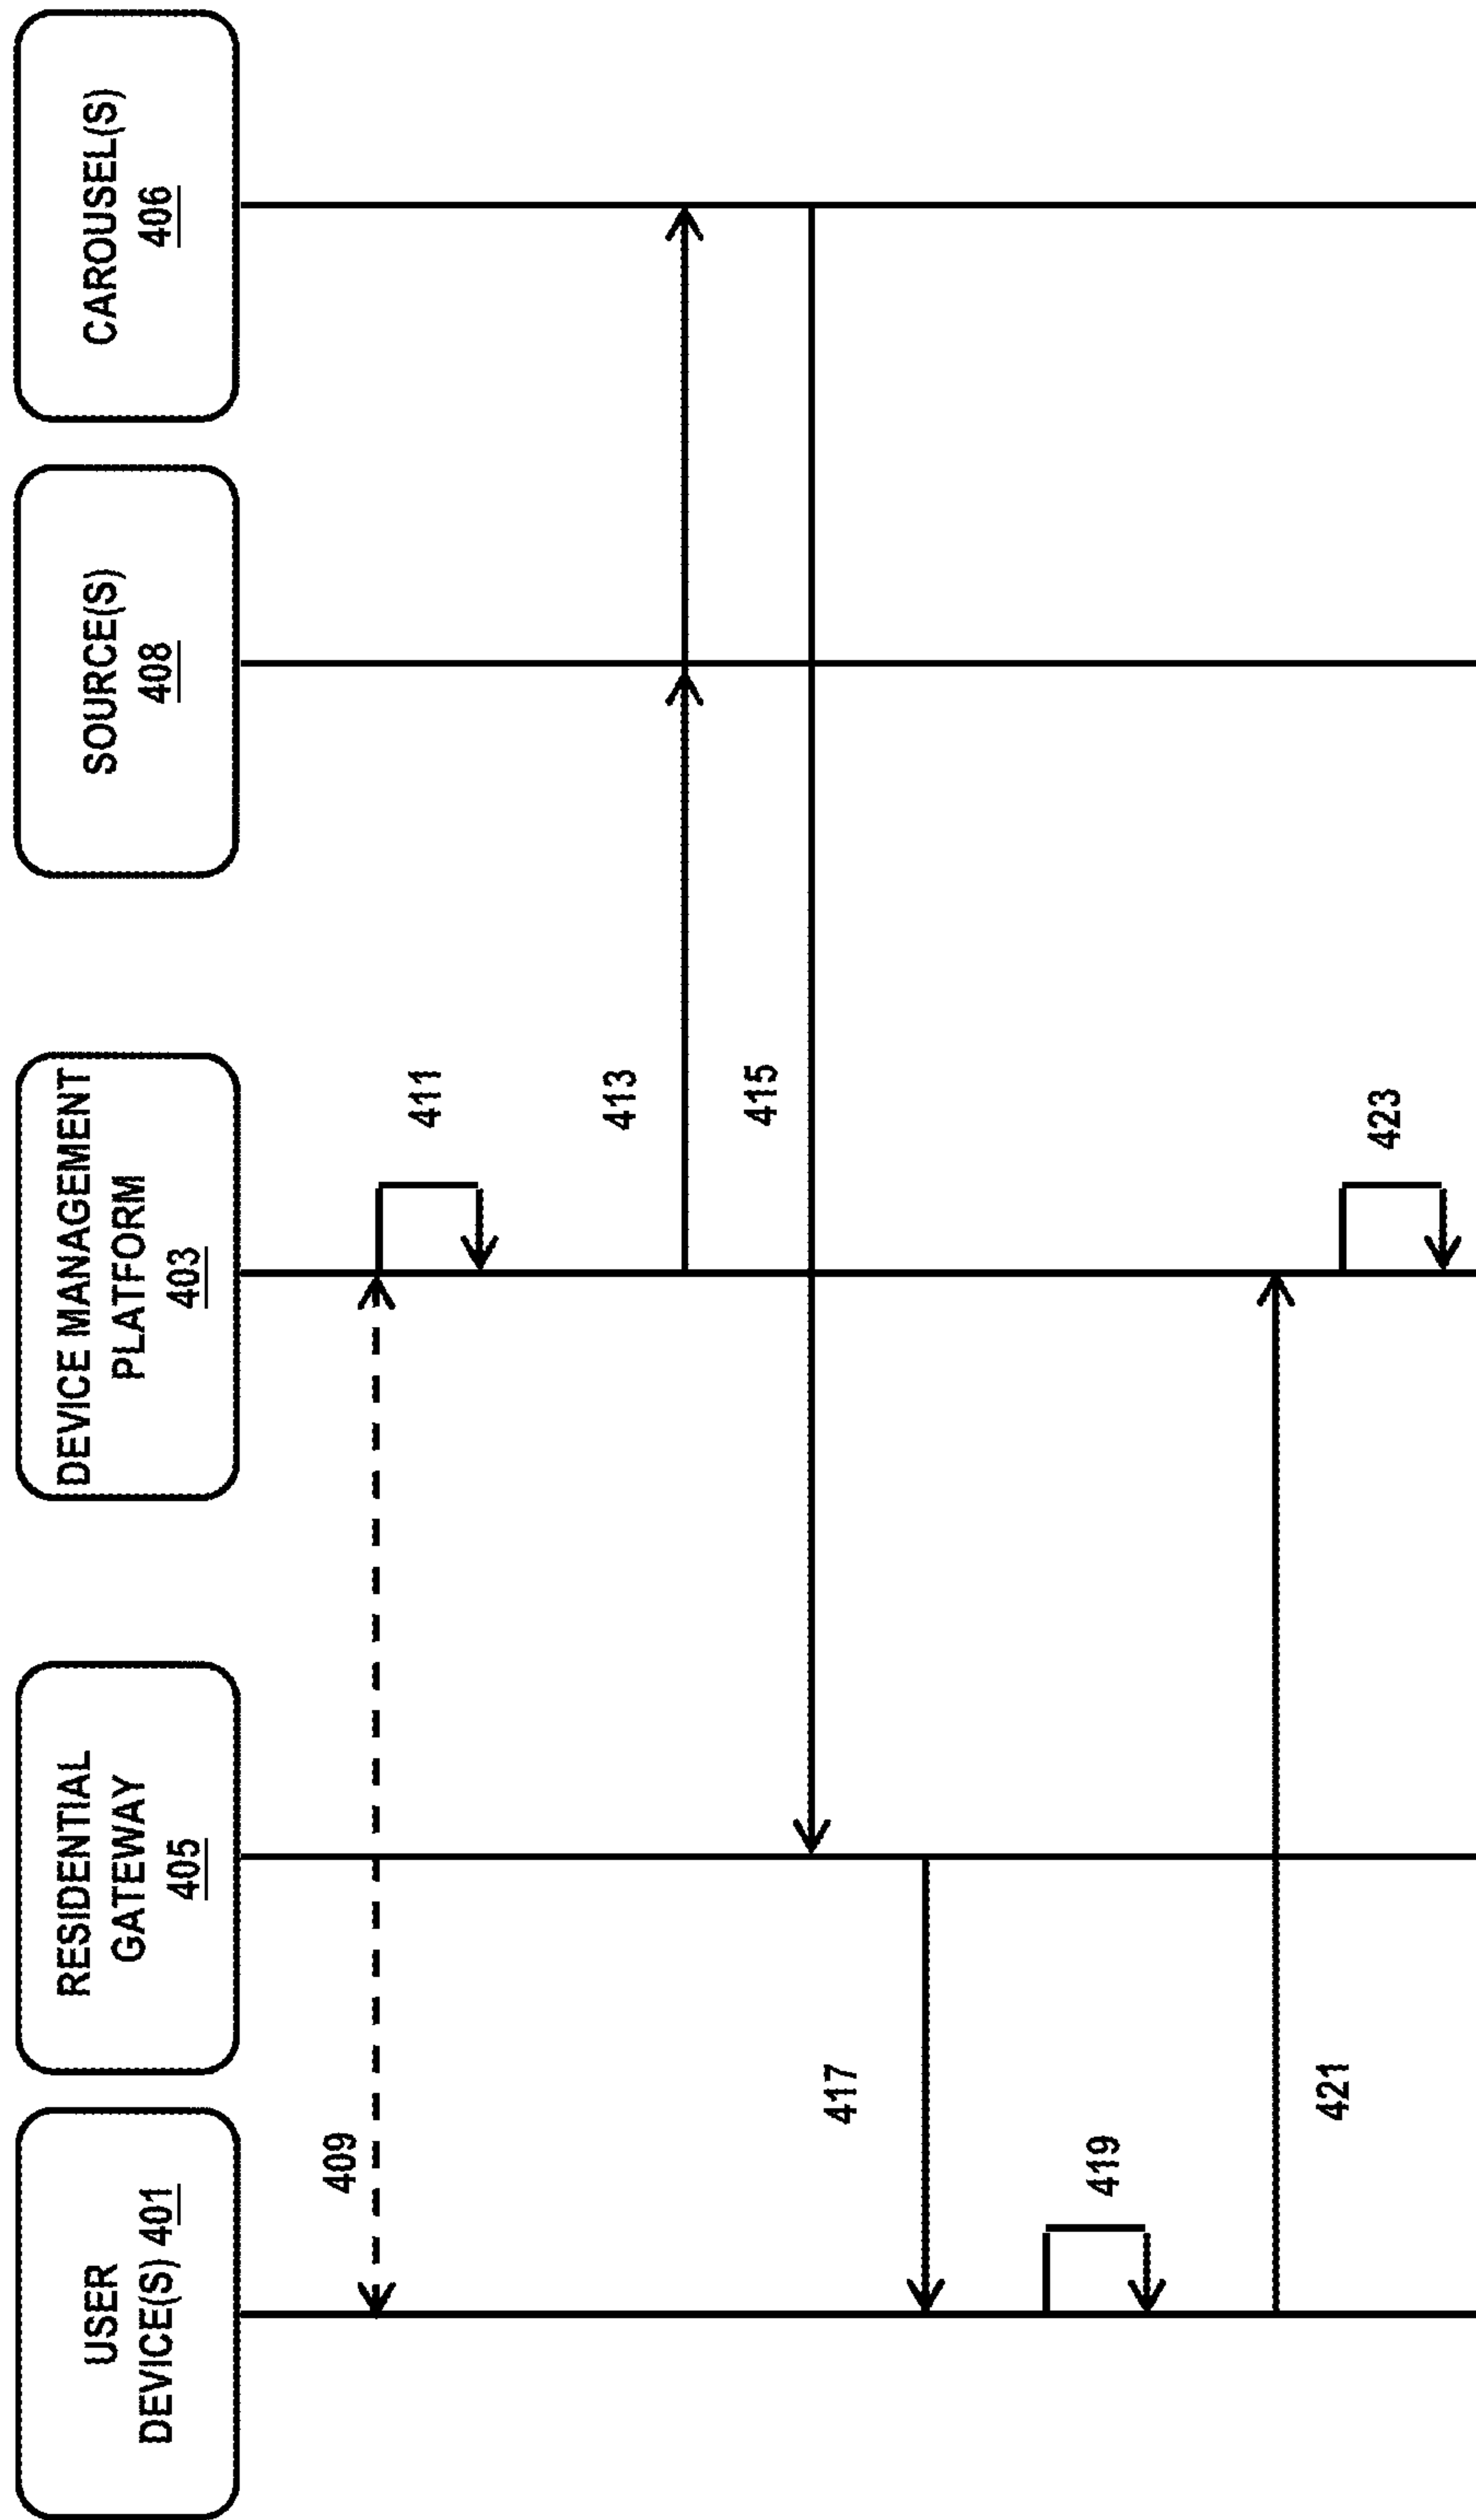 USER
DEVICE(S) 401
RESIDENTIAL
GATEWAY
405
DEVICE MANAGEMENT
PLATFORM
403
SOURCE(S)
408
CAROUSEL(S)
406
409
411
413
415
417
419
421
423